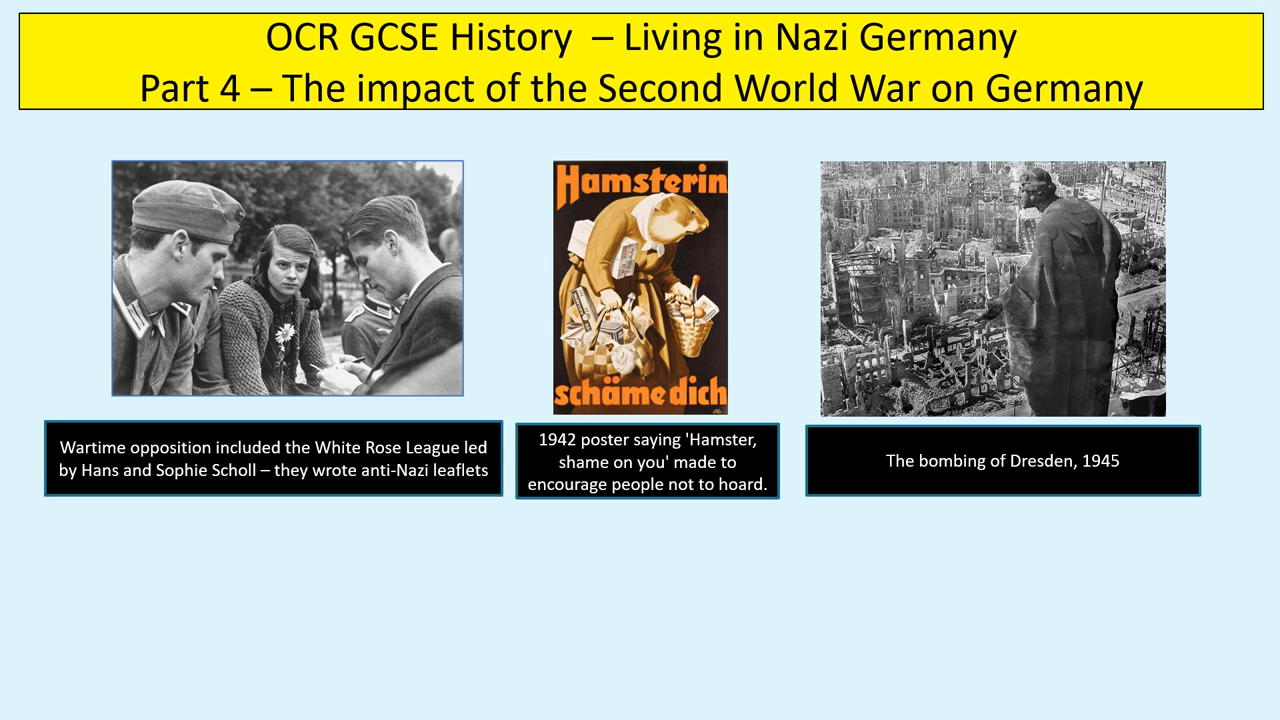 OCR GCSE History – Living in Nazi Germany
Part 4 – The impact of the Second World War on Germany
Hamsterin
schäme dich
Wartime opposition included the White Rose League led
by Hans and Sophie Scholl – they wrote anti-Nazi leaflets
1942 poster saying 'Hamster,
shame on you' made to
encourage people not to hoard.
The bombing of Dresden, 1945